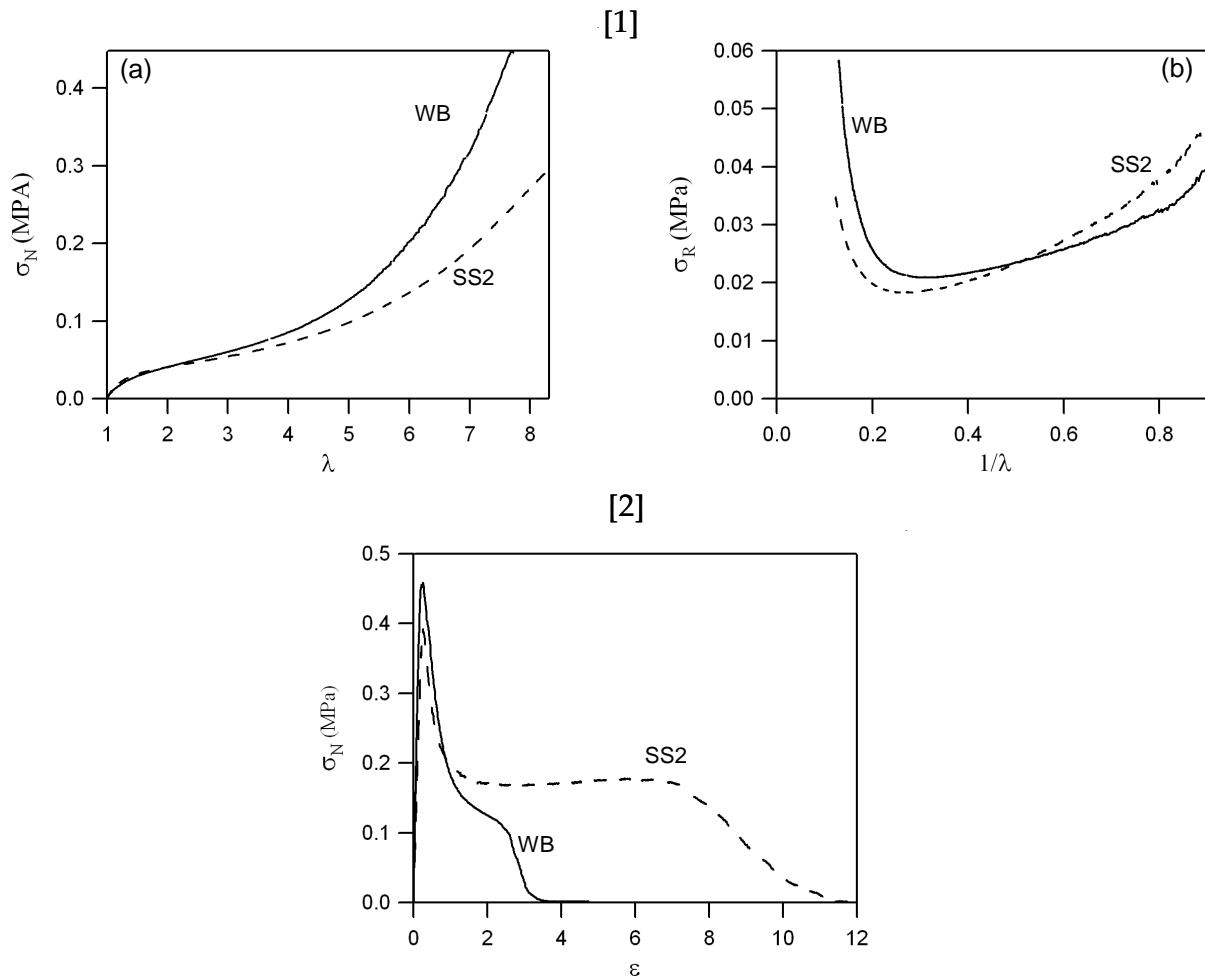 [1]
(a)
WB
SS2
σN (MPA)
0.4
0.3
0.2
0.1
0.0
1 2 3 4 5 6 7 8
λ
(b)
WB
SS2
σR (MPa)
0.06
0.05
0.04
0.03
0.02
0.01
0.00
0.0 0.2 0.4 0.6 0.8
1/λ
[2]
σN (MPa)
0.5
0.4
0.3
0.2
0.1
0.0
SS2
WB
0 2 4 6 8 10 12
ε